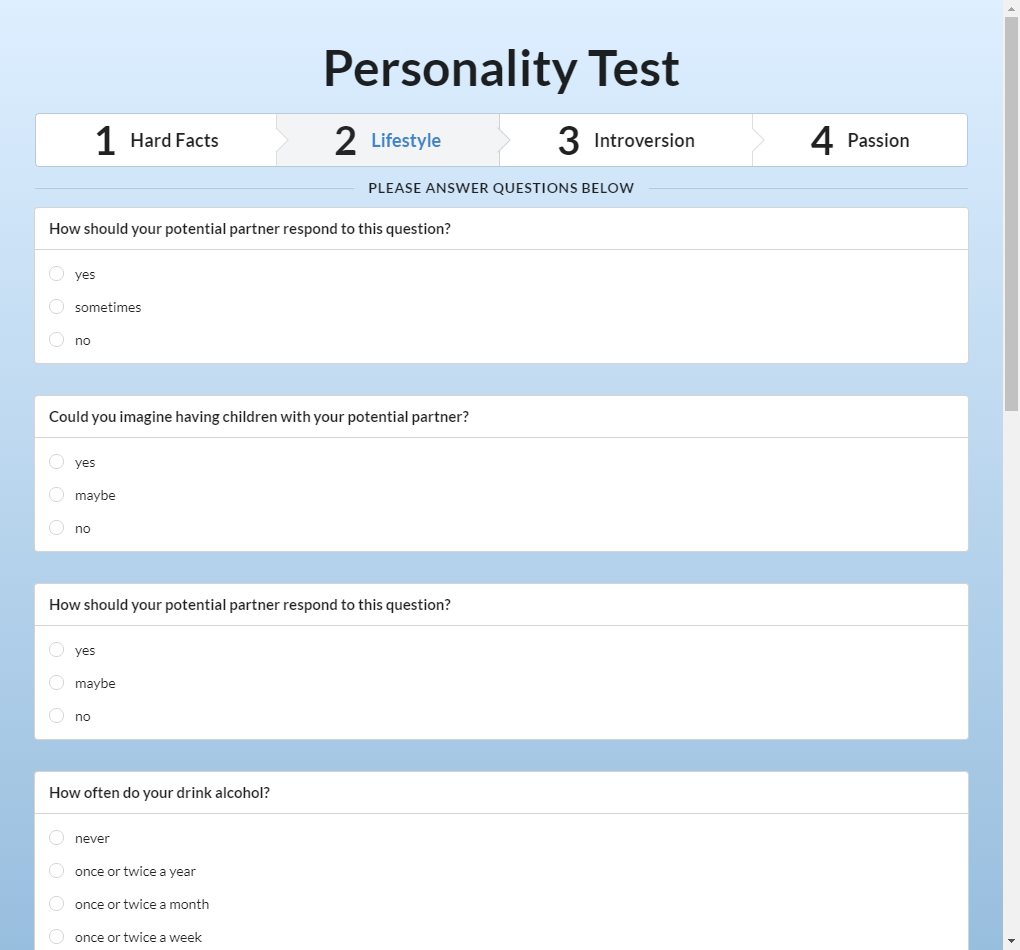 Personality Test
1 Hard Facts
2 Lifestyle
3 Introversion
4 Passion
PLEASE ANSWER QUESTIONS BELOW
How should your potential partner respond to this question?
yes
sometimes
no
Could you imagine having children with your potential partner?
yes
maybe
no
How should your potential partner respond to this question?
yes
maybe
no
How often do your drink alcohol?
never
once or twice a year
once or twice a month
once or twice a week